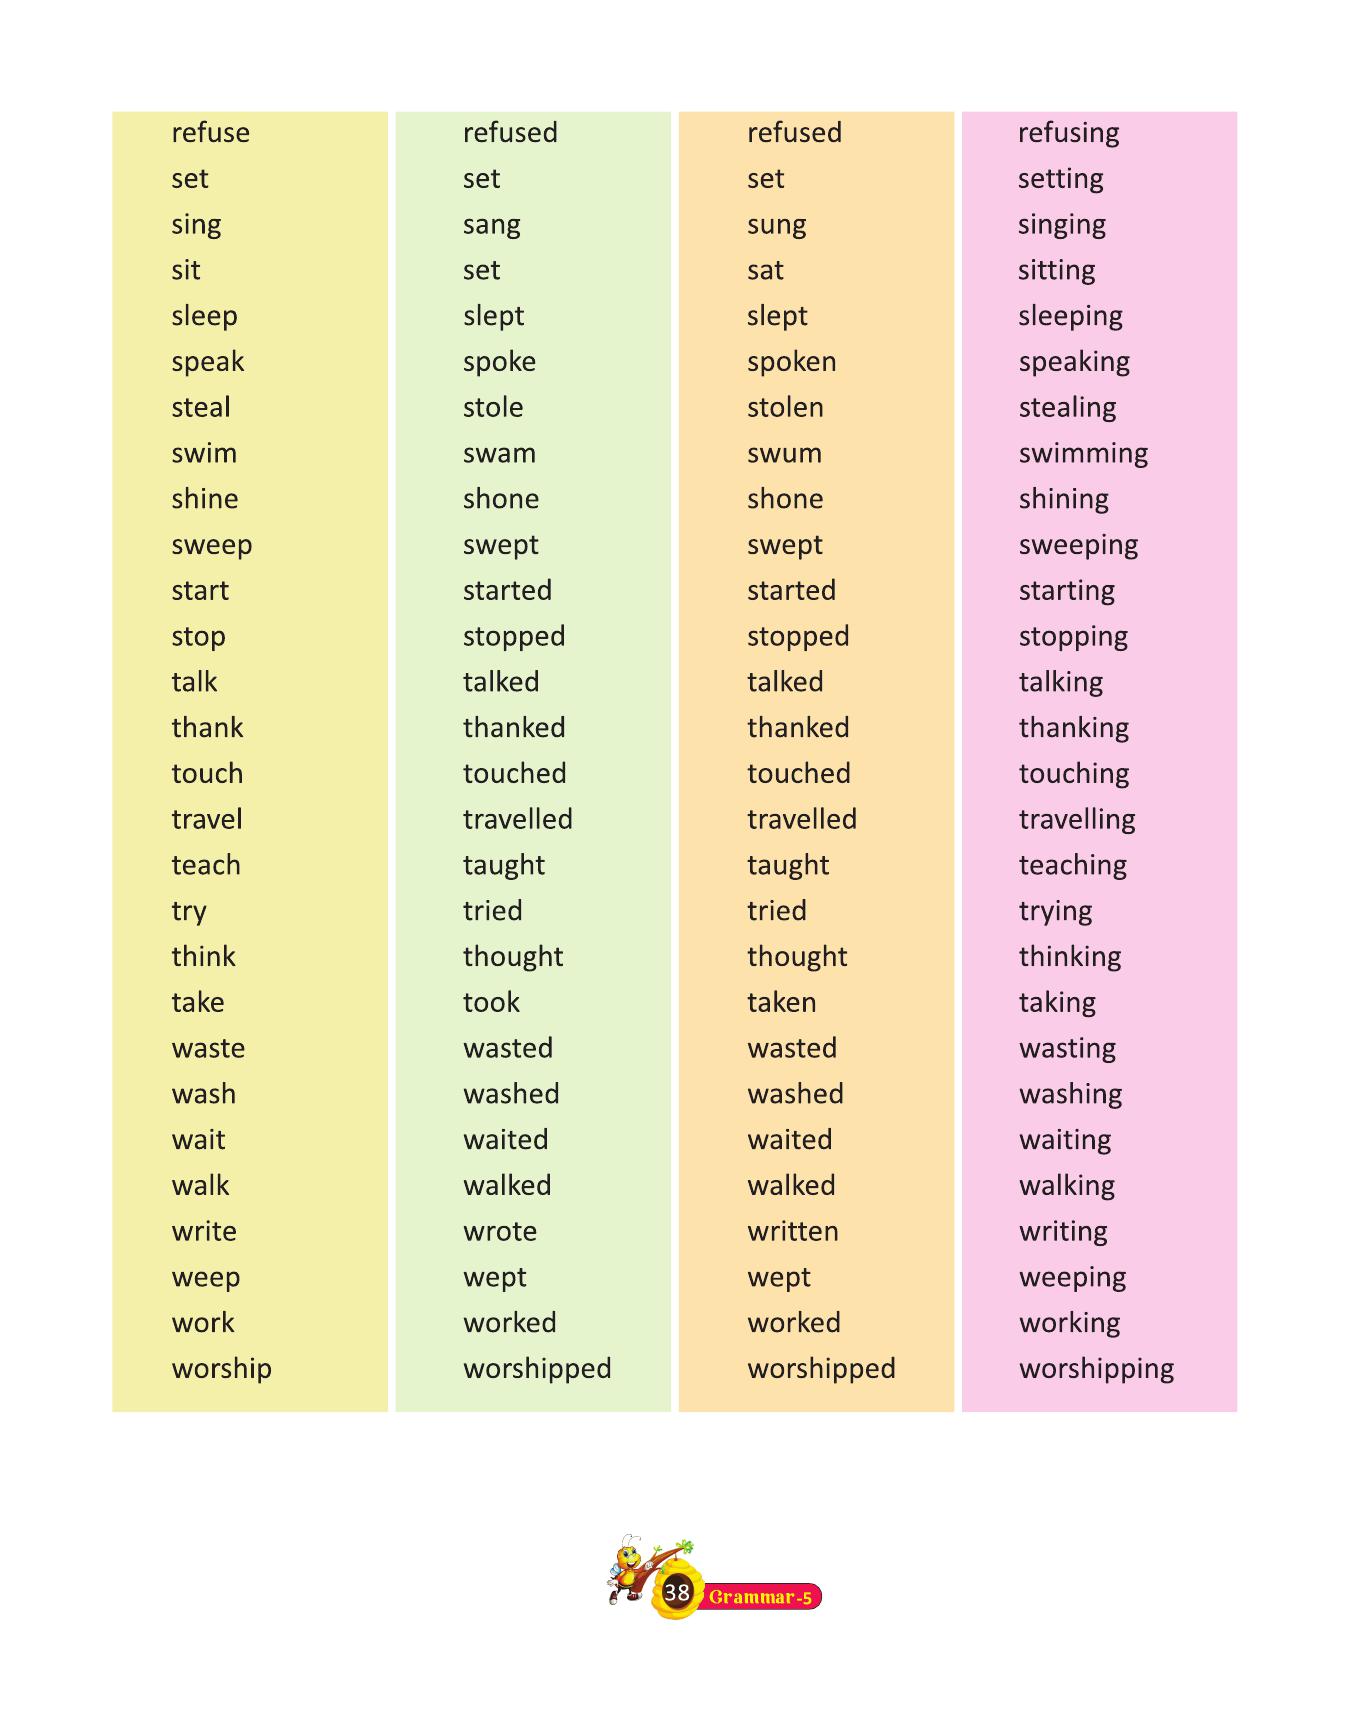 refuse refused refused refusing
set set set setting
sing sang sung singing
sit set sat sitting
sleep slept slept sleeping
speak spoke spoken speaking
steal stole stolen stealing
swim swam swum swimming
shine shone shone shining
sweep swept swept sweeping
start started started starting
stop stopped stopped stopping
talk talked talked talking
thank thanked thanked thanking
touch touched touched touching
travel travelled travelled travelling
teach taught taught teaching
try tried tried trying
think thought thought thinking
take took taken taking
waste wasted wasted wasting
wash washed washed washing
wait waited waited waiting
walk walked walked walking
write wrote written writing
weep wept wept weeping
work worked worked working
worship worshipped worshipped worshipping
38 Grammar-5